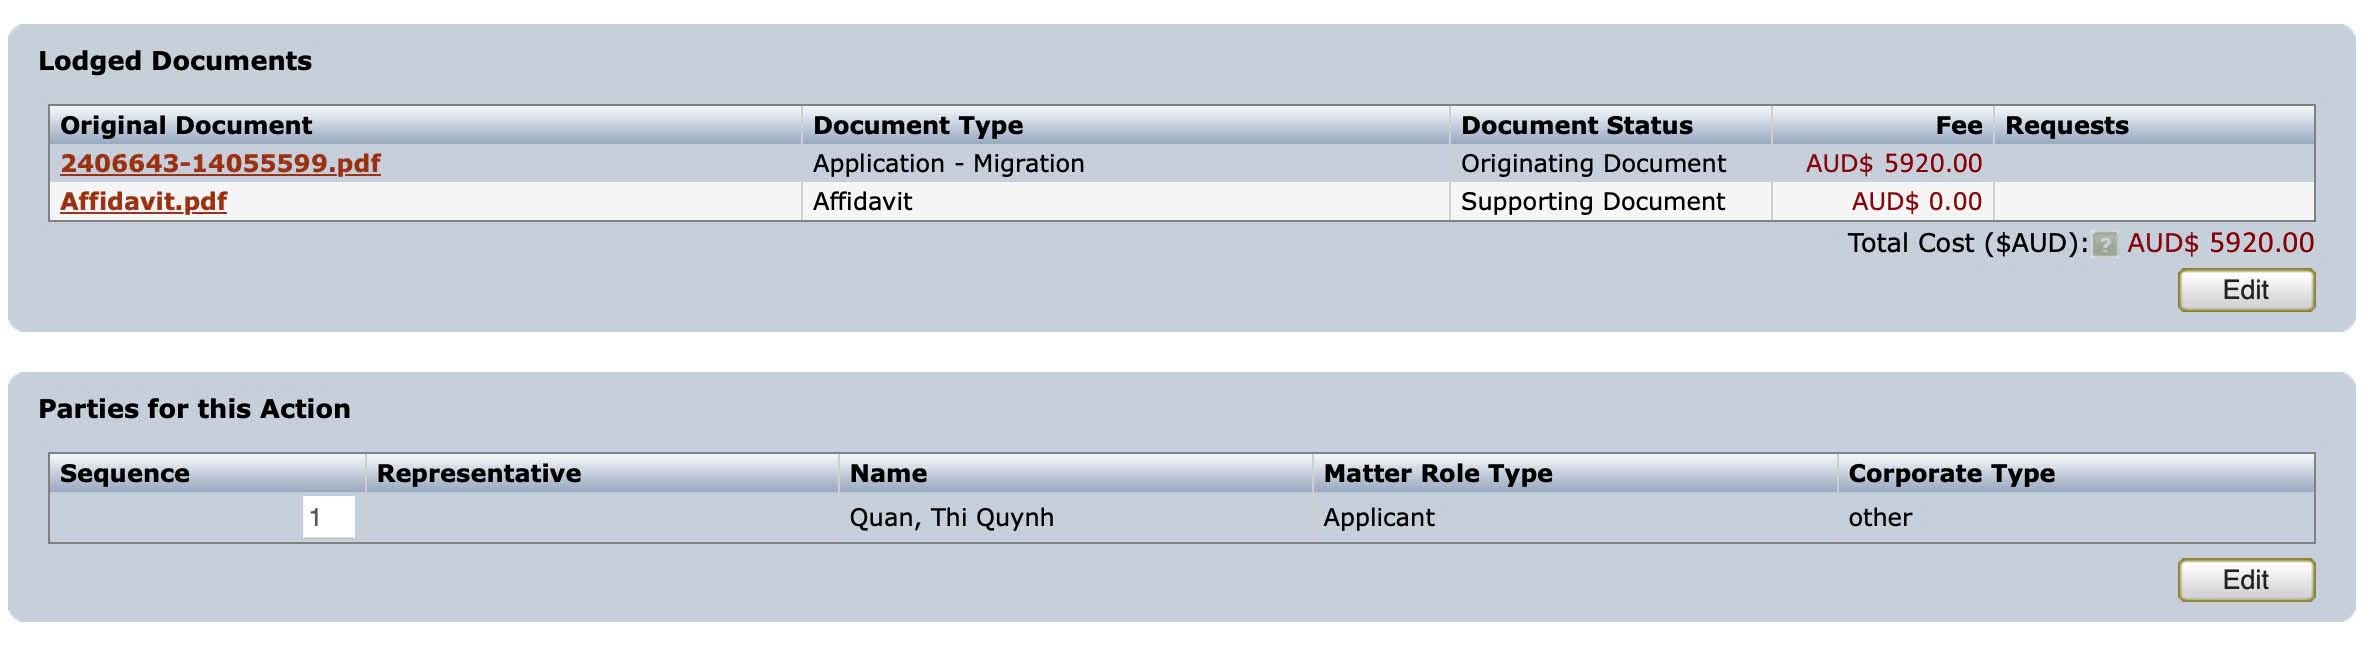 Lodged Documents
Original Document Document Type Document Status Fee Requests
2406643-14055599.pdf Application - Migration Originating Document AUD$ 5920.00
Affidavit.pdf Affidavit Supporting Document AUD$ 0.00
Total Cost ($AUD): ? AUD$ 5920.00
Edit
Parties for this Action
Sequence Representative Name Matter Role Type Corporate Type
1 Quan, Thi Quynh Applicant other
Edit